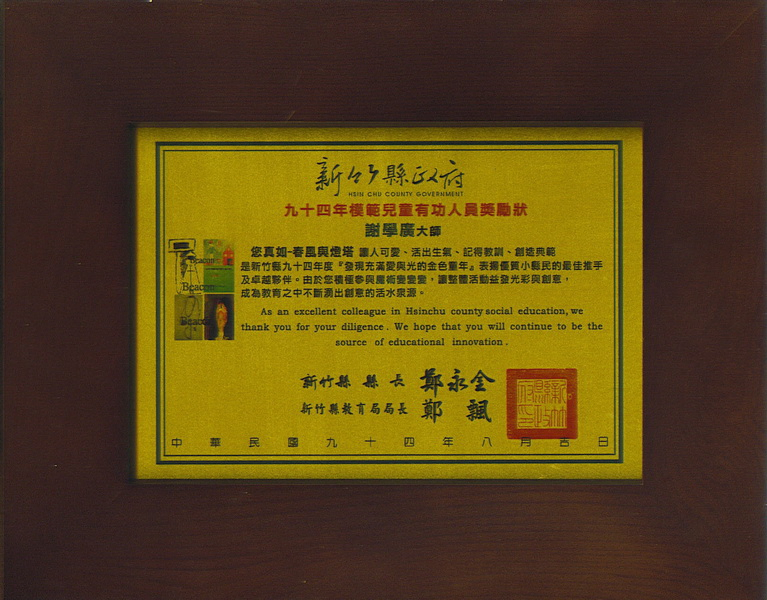 新竹縣政府
HSIN CHU COUNTY GOVERNMENT
九十四年模範兒童有功人員獎勵狀
謝學廣大師
您真如-春風與燈塔 讓人可愛、活出生氣、記得教訓、創造典範
是新竹縣九十四年度『發現充滿愛與光的金色童年』表揚優質小縣民的最佳推手
及卓越夥伴。由於您積極參與魔術變變變，讓整體活動益發光彩與創意，
成為教育之中不斷湧出創意的活水泉源。
Beacon
Beacon
Beacon
As an excellent colleague in Hsinchu county social education, we
thank you for your diligence. We hope that you will continue to be the
source of educational innovation.
新竹縣 縣長 鄭永金
新竹縣教育局局長 鄭 飄
中華民國九十四年八月吉日